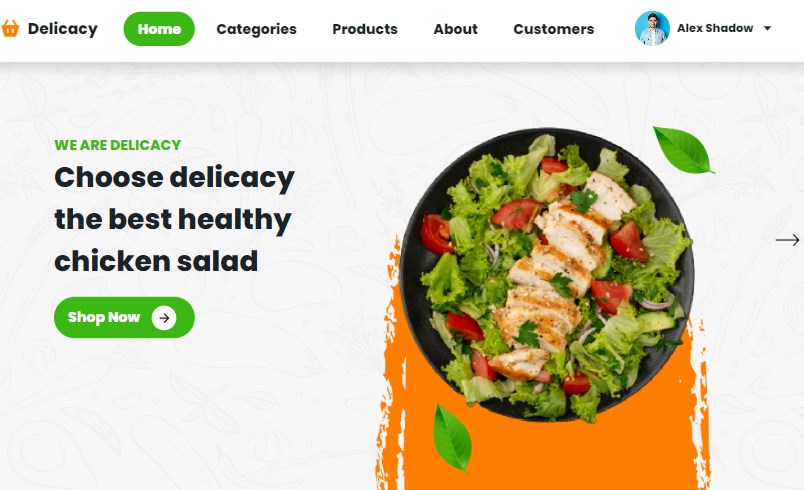 Delicacy
Home
Categories
Products
About
Customers
Alex Shadow
WE ARE DELICACY
Choose delicacy
the best healthy
chicken salad
Shop Now